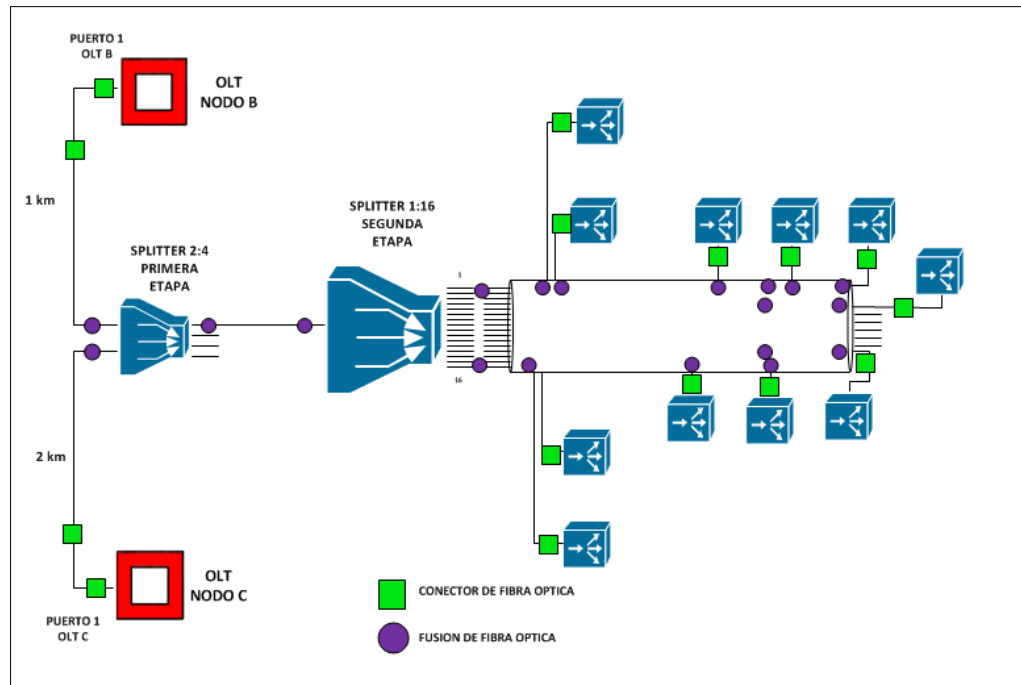 PUERTO 1
OLT B
OLT
NODO B
1 km
SPLITTER 2:4
PRIMERA
ETAPA
SPLITTER 1:16
SEGUNDA
ETAPA
1
16
2 km
OLT
NODO C
PUERTO 1
OLT C
CONECTOR DE FIBRA OPTICA
FUSION DE FIBRA OPTICA